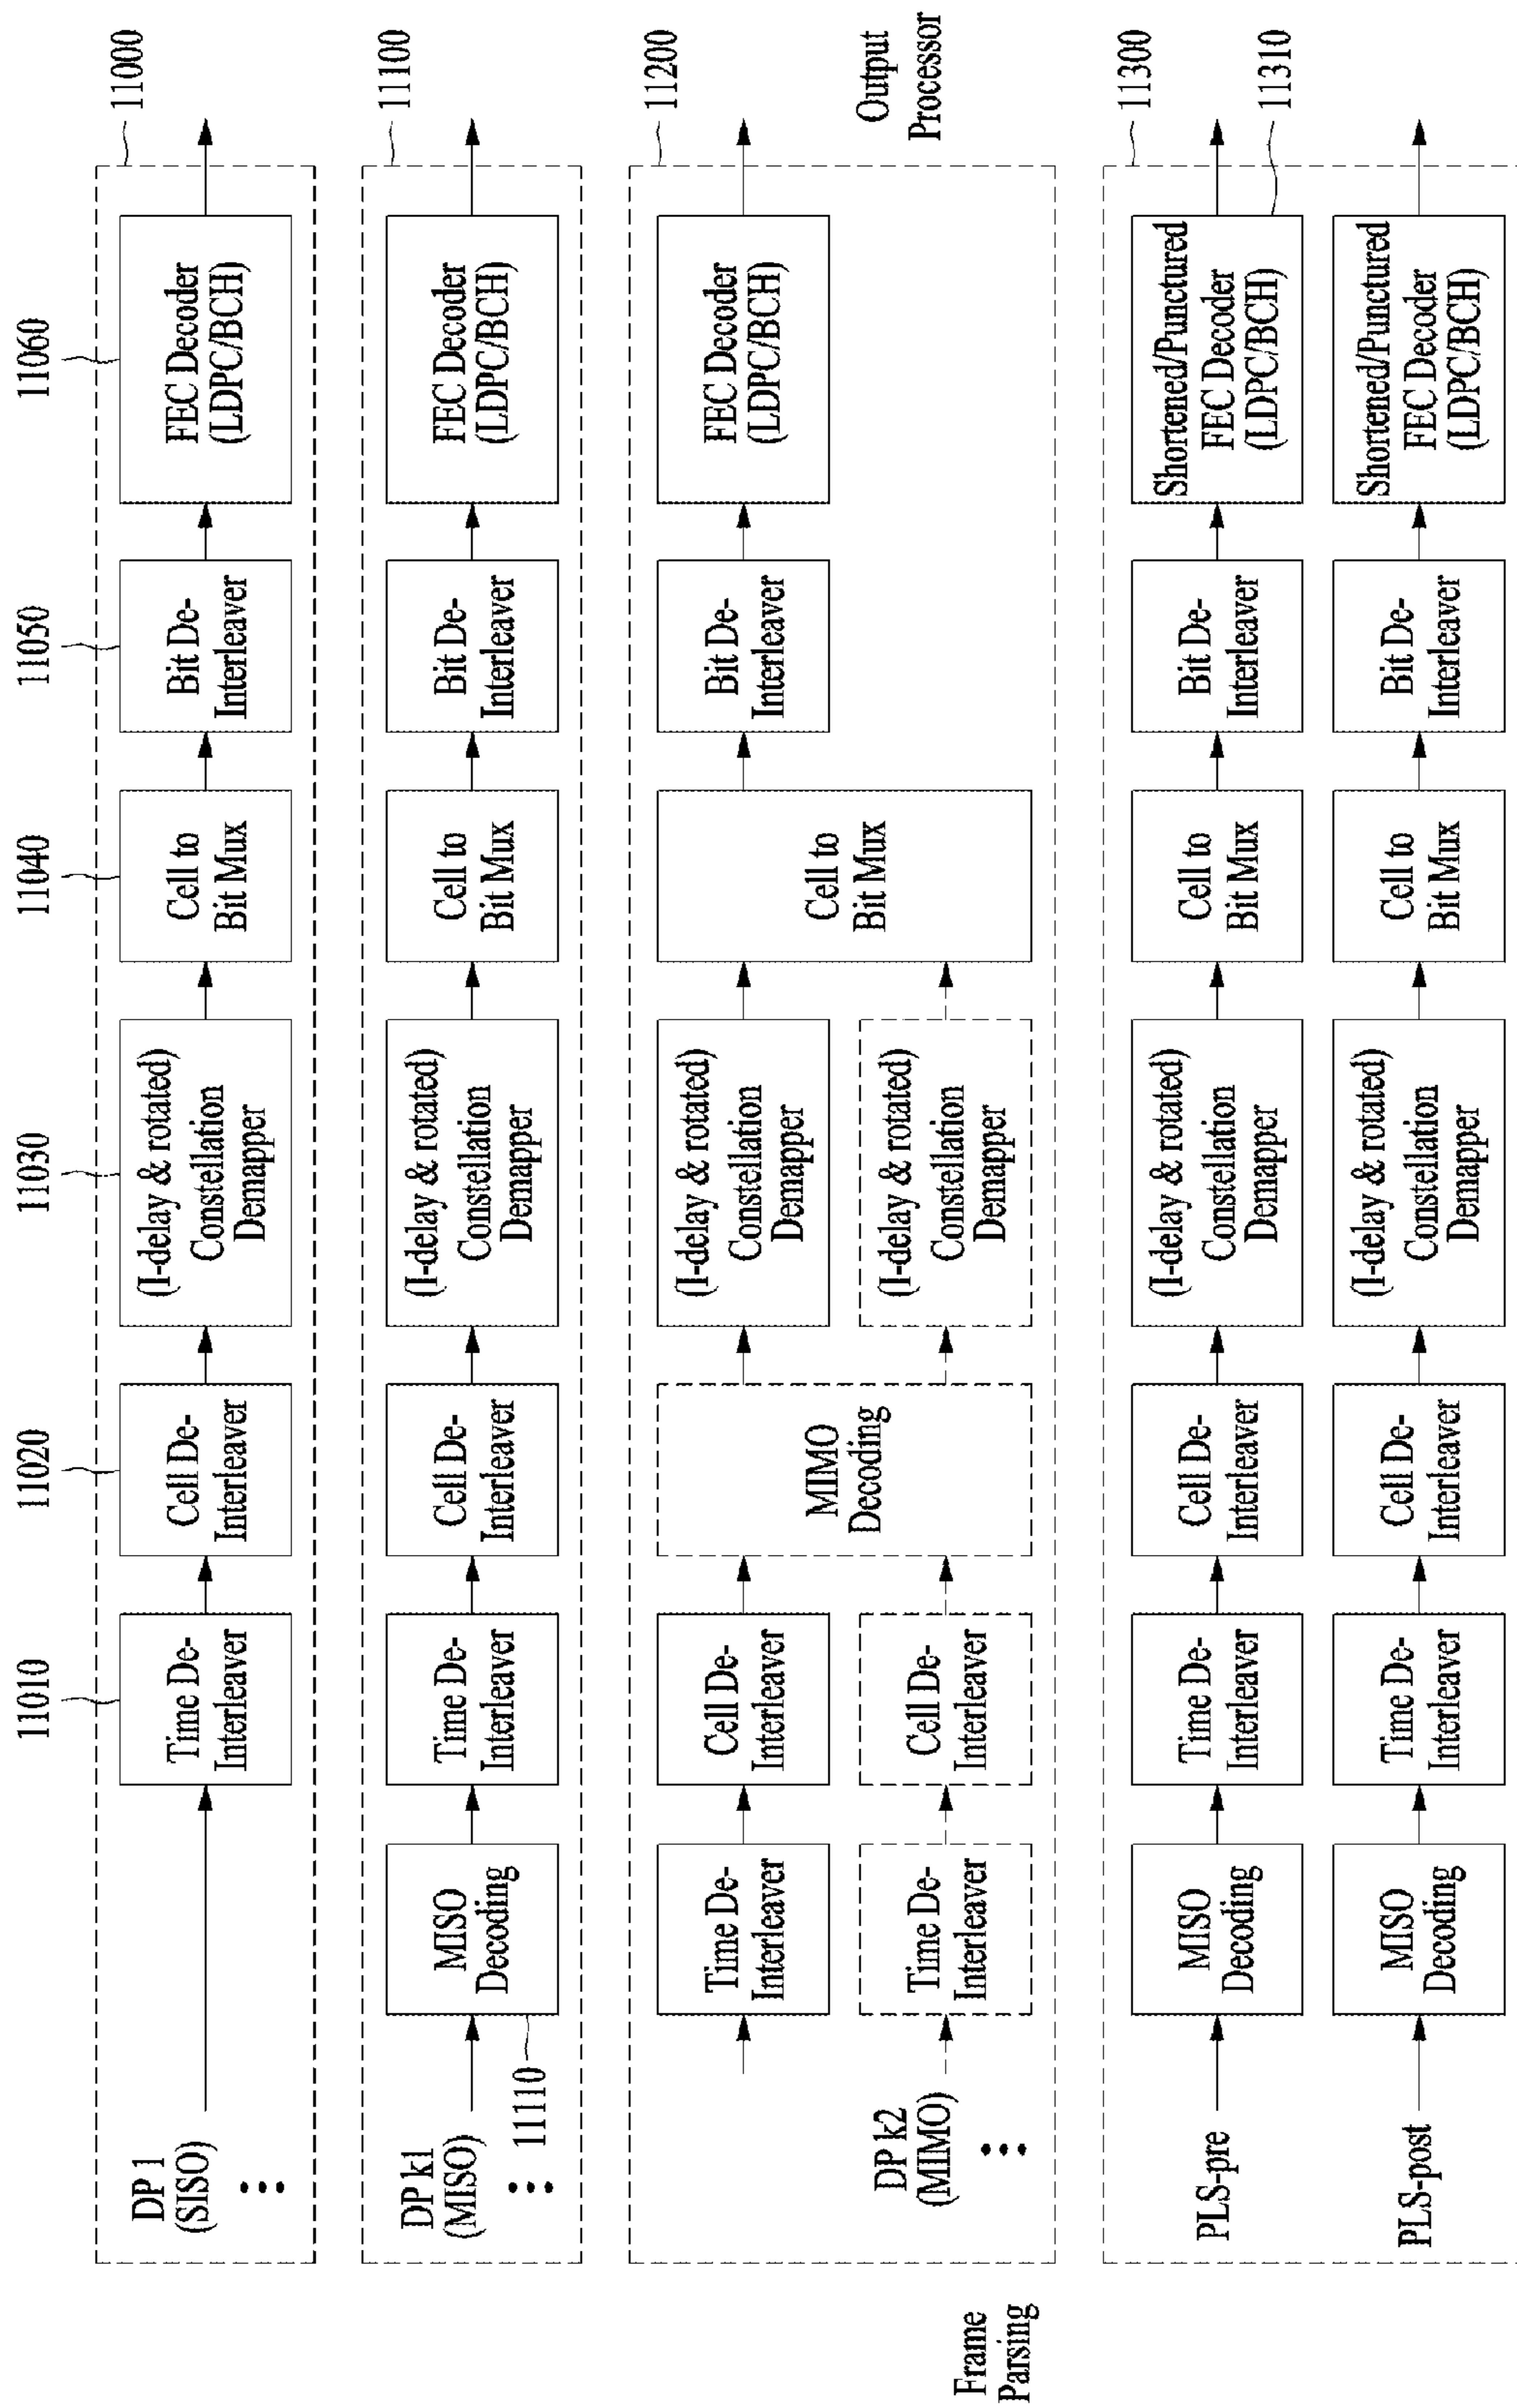 11010
11020
11030
11040
11050
11060
11000
DP 1
(SISO)
⋮
Time De-
Interleaver
Cell De-
Interleaver
(I-delay & rotated)
Constellation
Demapper
Cell to
Bit Mux
Bit De-
Interleaver
FEC Decoder
(LDPC/BCH)
11100
DP k1
(MISO)
⋮
11110
MISO
Decoding
Time De-
Interleaver
Cell De-
Interleaver
(I-delay & rotated)
Constellation
Demapper
Cell to
Bit Mux
Bit De-
Interleaver
FEC Decoder
(LDPC/BCH)
11200
Time De-
Interleaver
Cell De-
Interleaver
MIMO
Decoding
(I-delay & rotated)
Constellation
Demapper
Cell to
Bit Mux
Bit De-
Interleaver
FEC Decoder
(LDPC/BCH)
DP k2
(MIMO)
⋮
Time De-
Interleaver
Cell De-
Interleaver
(I-delay & rotated)
Constellation
Demapper
Frame
Parsing
Output
Processor
11300
11310
PLS-pre
MISO
Decoding
Time De-
Interleaver
Cell De-
Interleaver
(I-delay & rotated)
Constellation
Demapper
Cell to
Bit Mux
Bit De-
Interleaver
Shortened/Punctured
FEC Decoder
(LDPC/BCH)
PLS-post
MISO
Decoding
Time De-
Interleaver
Cell De-
Interleaver
(I-delay & rotated)
Constellation
Demapper
Cell to
Bit Mux
Bit De-
Interleaver
Shortened/Punctured
FEC Decoder
(LDPC/BCH)